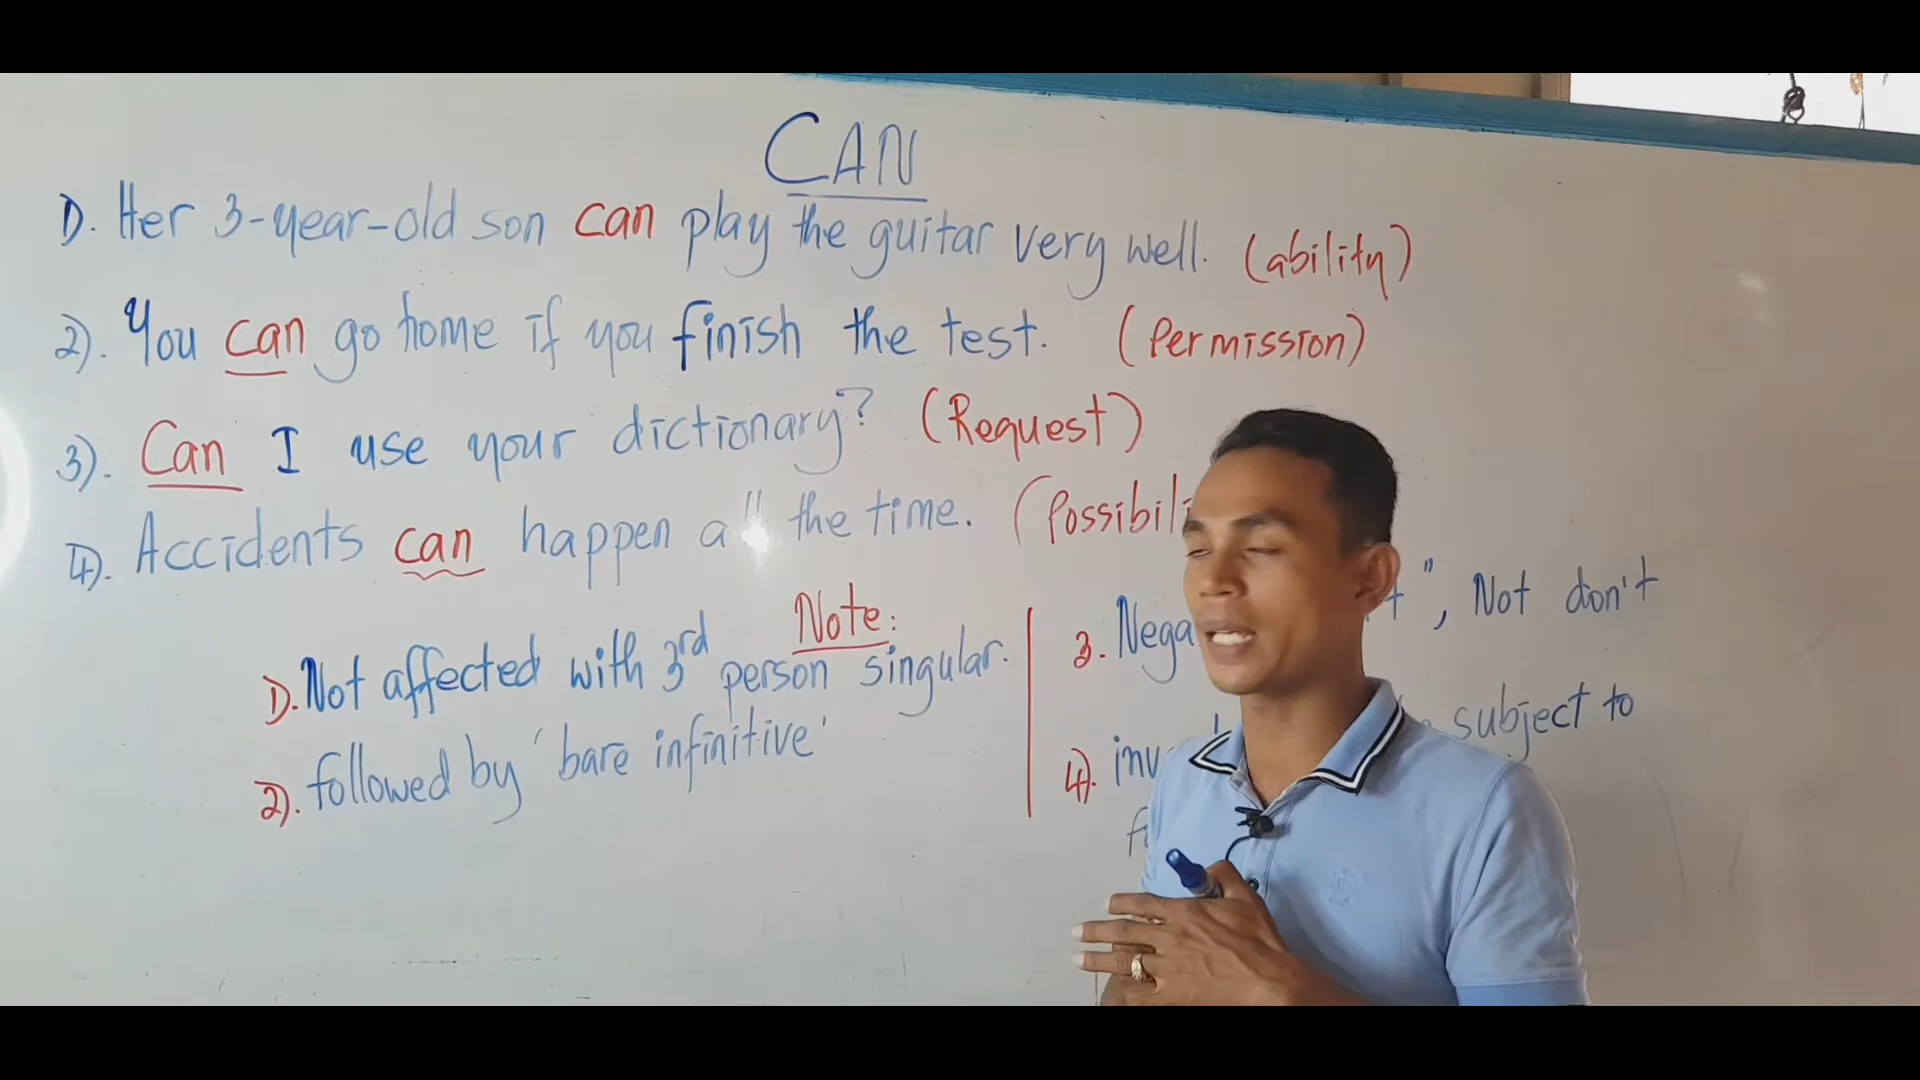 CAN
1). Her 3-year-old son can play the guitar very well. (ability)
2). You can go home if you finish the test. (Permission)
3). Can I use your dictionary? (Request)
4). Accidents can happen all the time. (Possibili
Note:
1). Not affected with 3rd person singular.
2). followed by 'bare infinitive'
3. Nega t", Not don't
4). inv subject to
f